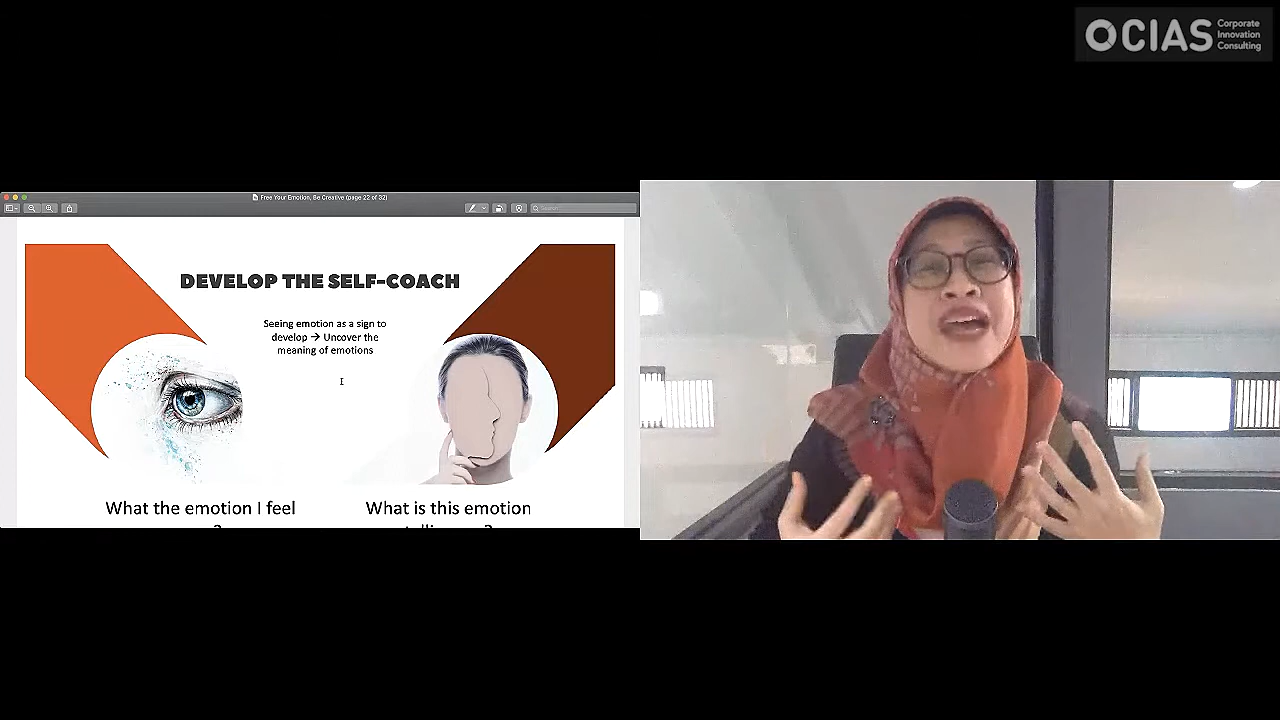 OCIAS Corporate
Innovation
Consulting
Free Your Emotion, Be Creative (page 22 of 32)
Search
DEVELOP THE SELF-COACH
Seeing emotion as a sign to
develop → Uncover the
meaning of emotions
What the emotion I feel
What is this emotion